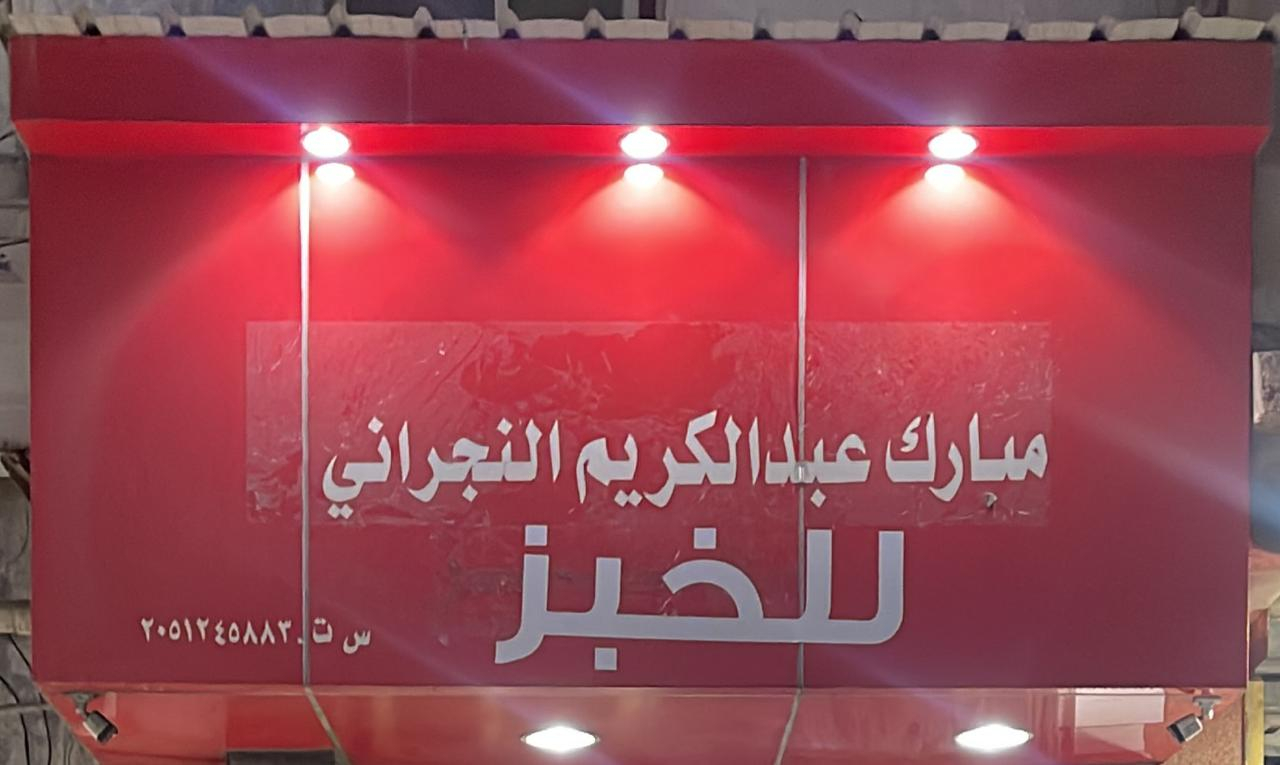 مبارك عبدالكريم النجراني
للخبز
س ت. ٢٠٥١٢٤٥٨٨٣